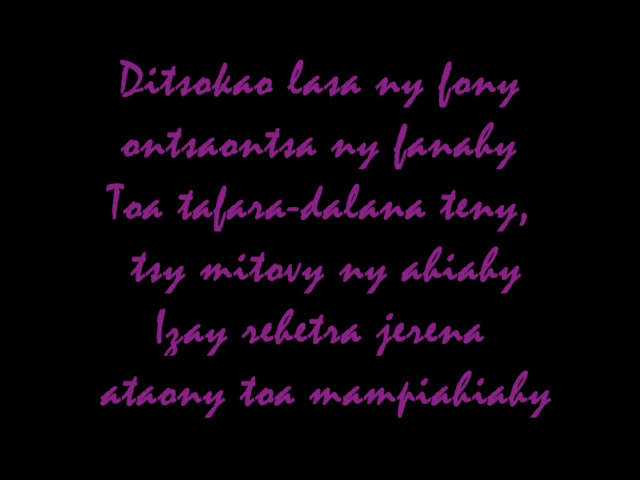 Ditsokao lasa ny fony
ontsaontsa ny fanahy
Toa tafara-dalana teny,
tsy mitovy ny ahiahy
Izay rehetra jerena
ataony toa mampiahiahy